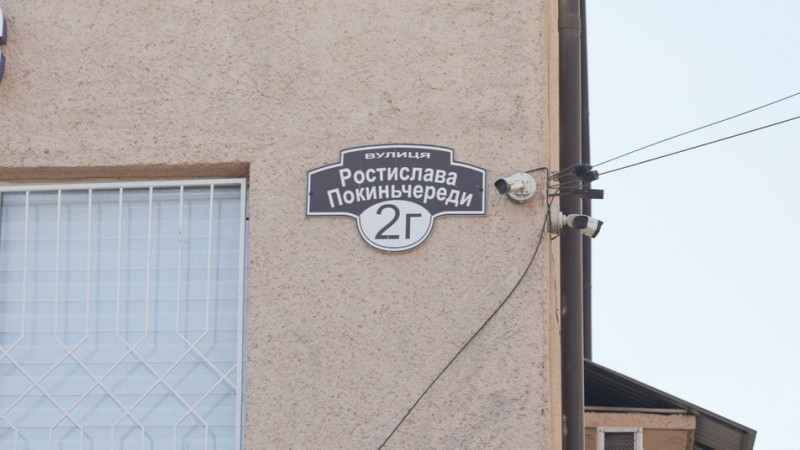 ВУЛИЦЯ
Ростислава
Покиньчереди
2г